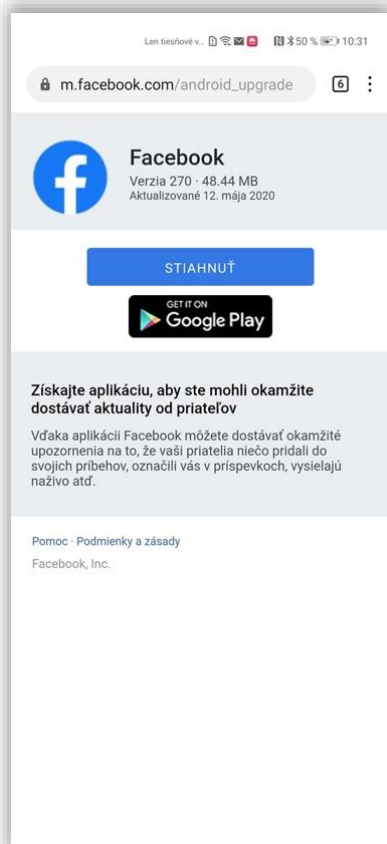 Len tiesňové v... 50 % 10:31
m.facebook.com/android_upgrade 6
Facebook
Verzia 270 · 48.44 MB
Aktualizované 12. mája 2020
STIAHNUŤ
GET IT ON
Google Play
Získajte aplikáciu, aby ste mohli okamžite
dostávať aktuality od priateľov
Vďaka aplikácii Facebook môžete dostávať okamžité
upozornenia na to, že vaši priatelia niečo pridali do
svojich príbehov, označili vás v príspevkoch, vysielajú
naživo atď.
Pomoc · Podmienky a zásady
Facebook, Inc.